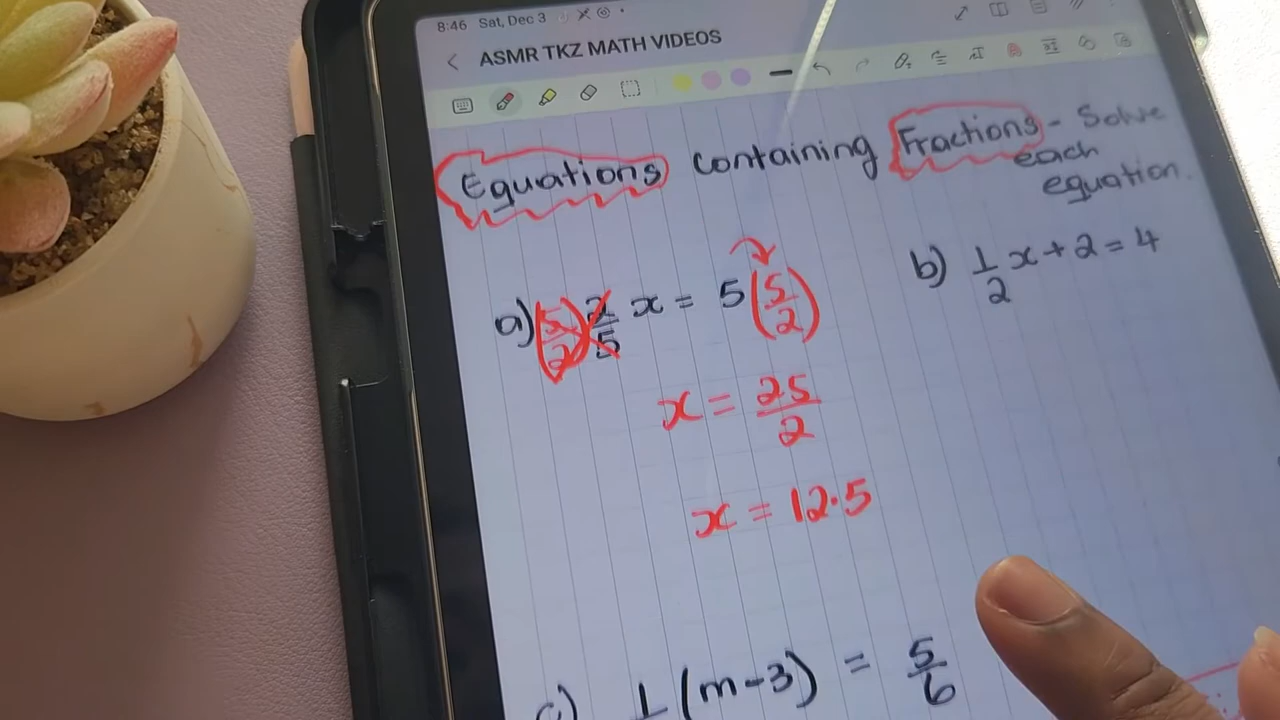 8:46 Sat, Dec 3
ASMR TKZ MATH VIDEOS
Equations containing Fractions - Solve
each
equation.
a) (5/2) 2/5 x = 5 (5/2)
x = 25/2
x = 12.5
b) 1/2 x + 2 = 4
c) 1 (m-3) = 5/6